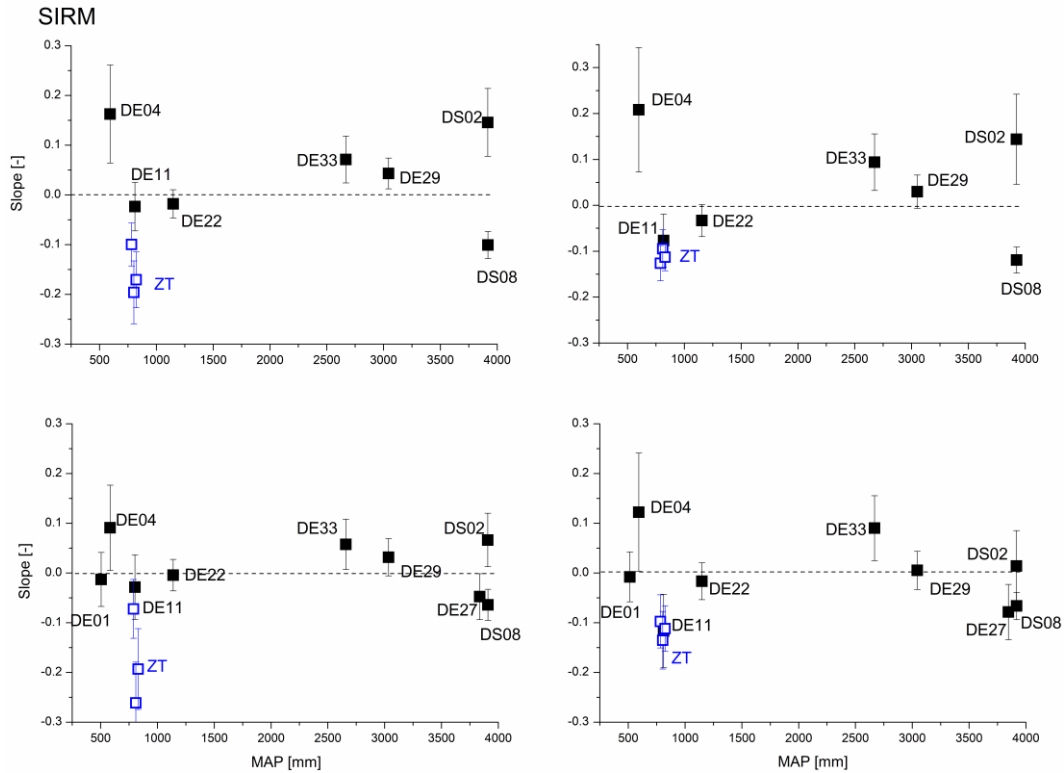 SIRM
0.3
0.2
0.1
0.0
-0.1
-0.2
-0.3
Slope [-]
500 1000 1500 2000 2500 3000 3500 4000
DE04
DE11
DE22
ZT
DE33
DE29
DS02
DS08
0.2
0.1
0.0
-0.1
-0.2
0.3
-0.3
500 1000 1500 2000 2500 3000 3500 4000
DE04
DE11
DE22
ZT
DE33
DE29
DS02
DS08
0.3
0.2
0.1
0.0
-0.1
-0.2
-0.3
Slope [-]
500 1000 1500 2000 2500 3000 3500 4000
MAP [mm]
DE04
DE01
DE22
DE11
ZT
DE33
DE29
DS02
DE27
DS08
0.3
0.2
0.1
0.0
-0.1
-0.2
-0.3
Slope [-]
500 1000 1500 2000 2500 3000 3500 4000
MAP [mm]
DE04
DE01
DE22
DE11
ZT
DE33
DE29
DS02
DE27
DS08